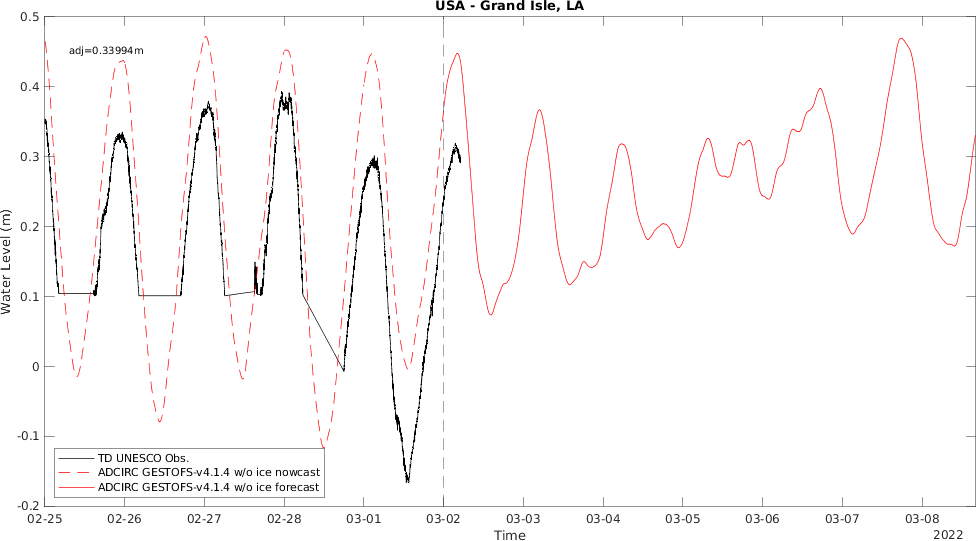 USA - Grand Isle, LA
adj=0.33994m
Water Level (m)
0.5
0.4
0.3
0.2
0.1
0
-0.1
-0.2
TD UNESCO Obs.
ADCIRC GESTOFS-v4.1.4 w/o ice nowcast
ADCIRC GESTOFS-v4.1.4 w/o ice forecast
02-25 02-26 02-27 02-28 03-01 03-02 03-03 03-04 03-05 03-06 03-07 03-08
Time
2022